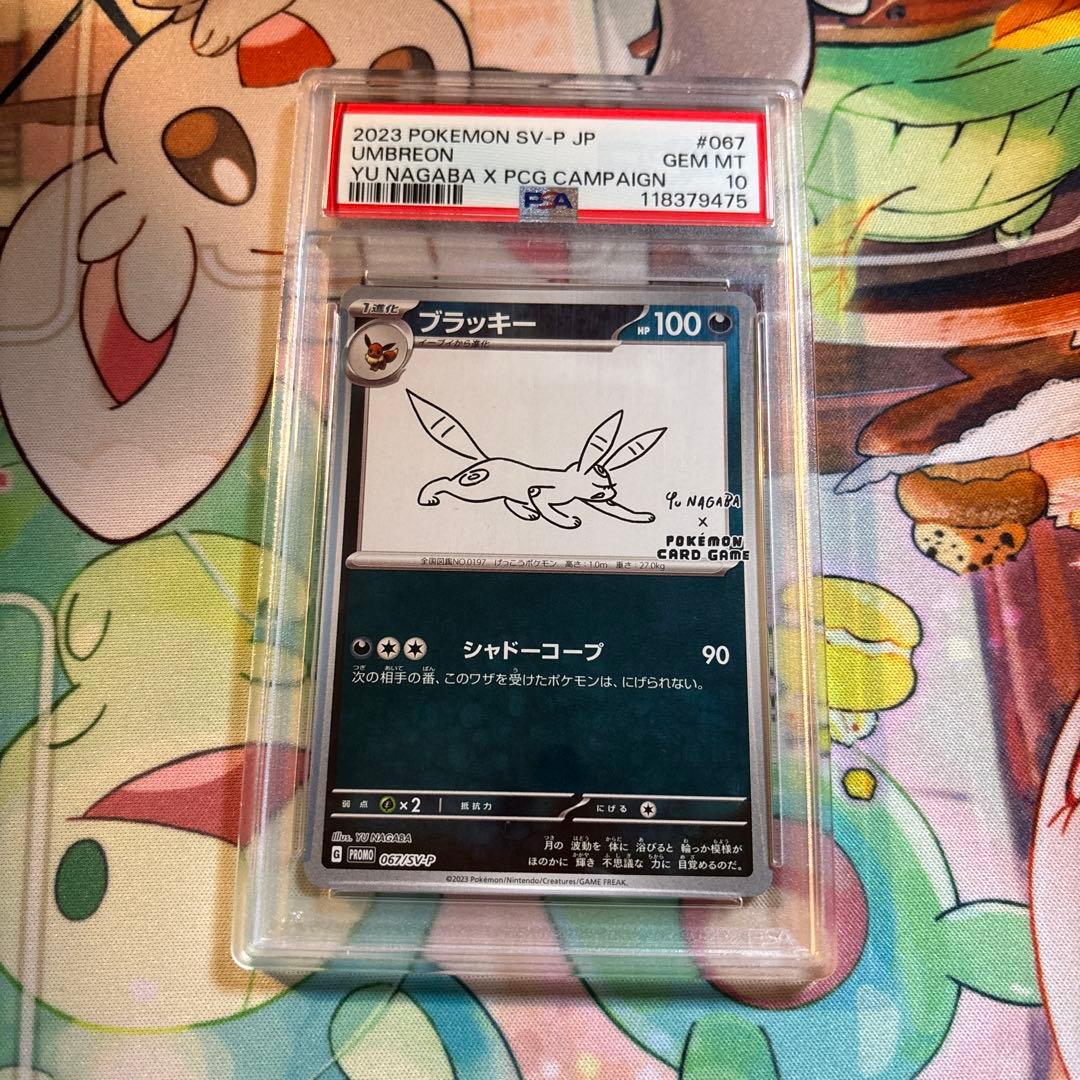 2023 POKEMON SV-P JP #067
UMBREON GEM MT
YU NAGABA X PCG CAMPAIGN 10
PSA 118379475
1進化 ブラッキー HP 100
イーブイから進化
YU NAGABA
X
POKÉMON
CARD GAME
全国図鑑NO.0197 げっこうポケモン 高さ:1.0m 重さ:27.0kg
シャドーコープ 90
次の相手の番、このワザを受けたポケモンは、にげられない。
弱点 ×2 抵抗力 にげる
Illus. YU NAGABA
G PROMO 067/SV-P
月の波動を体に浴びると輪っか模様が
ほのかに輝き不思議な力に目覚めるのだ。
©2023 Pokémon/Nintendo/Creatures/GAME FREAK.